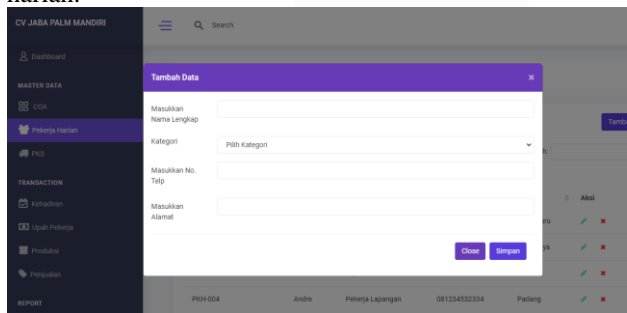 harian.
CV JABA PALM MANDIRI
Search
Dashboard
MASTER DATA
COA
Pekerja Harian
PKS
TRANSACTION
Kehadiran
Upah Pekerja
Produksi
Penjualan
REPORT
Tambah Data ×
Masukkan
Nama Lengkap
Kategori Pilih Kategori
Masukkan No.
Telp
Masukkan
Alamat
Close Simpan
Aksi
PKH-004 Andre Pekerja Lapangan 081234532334 Padang